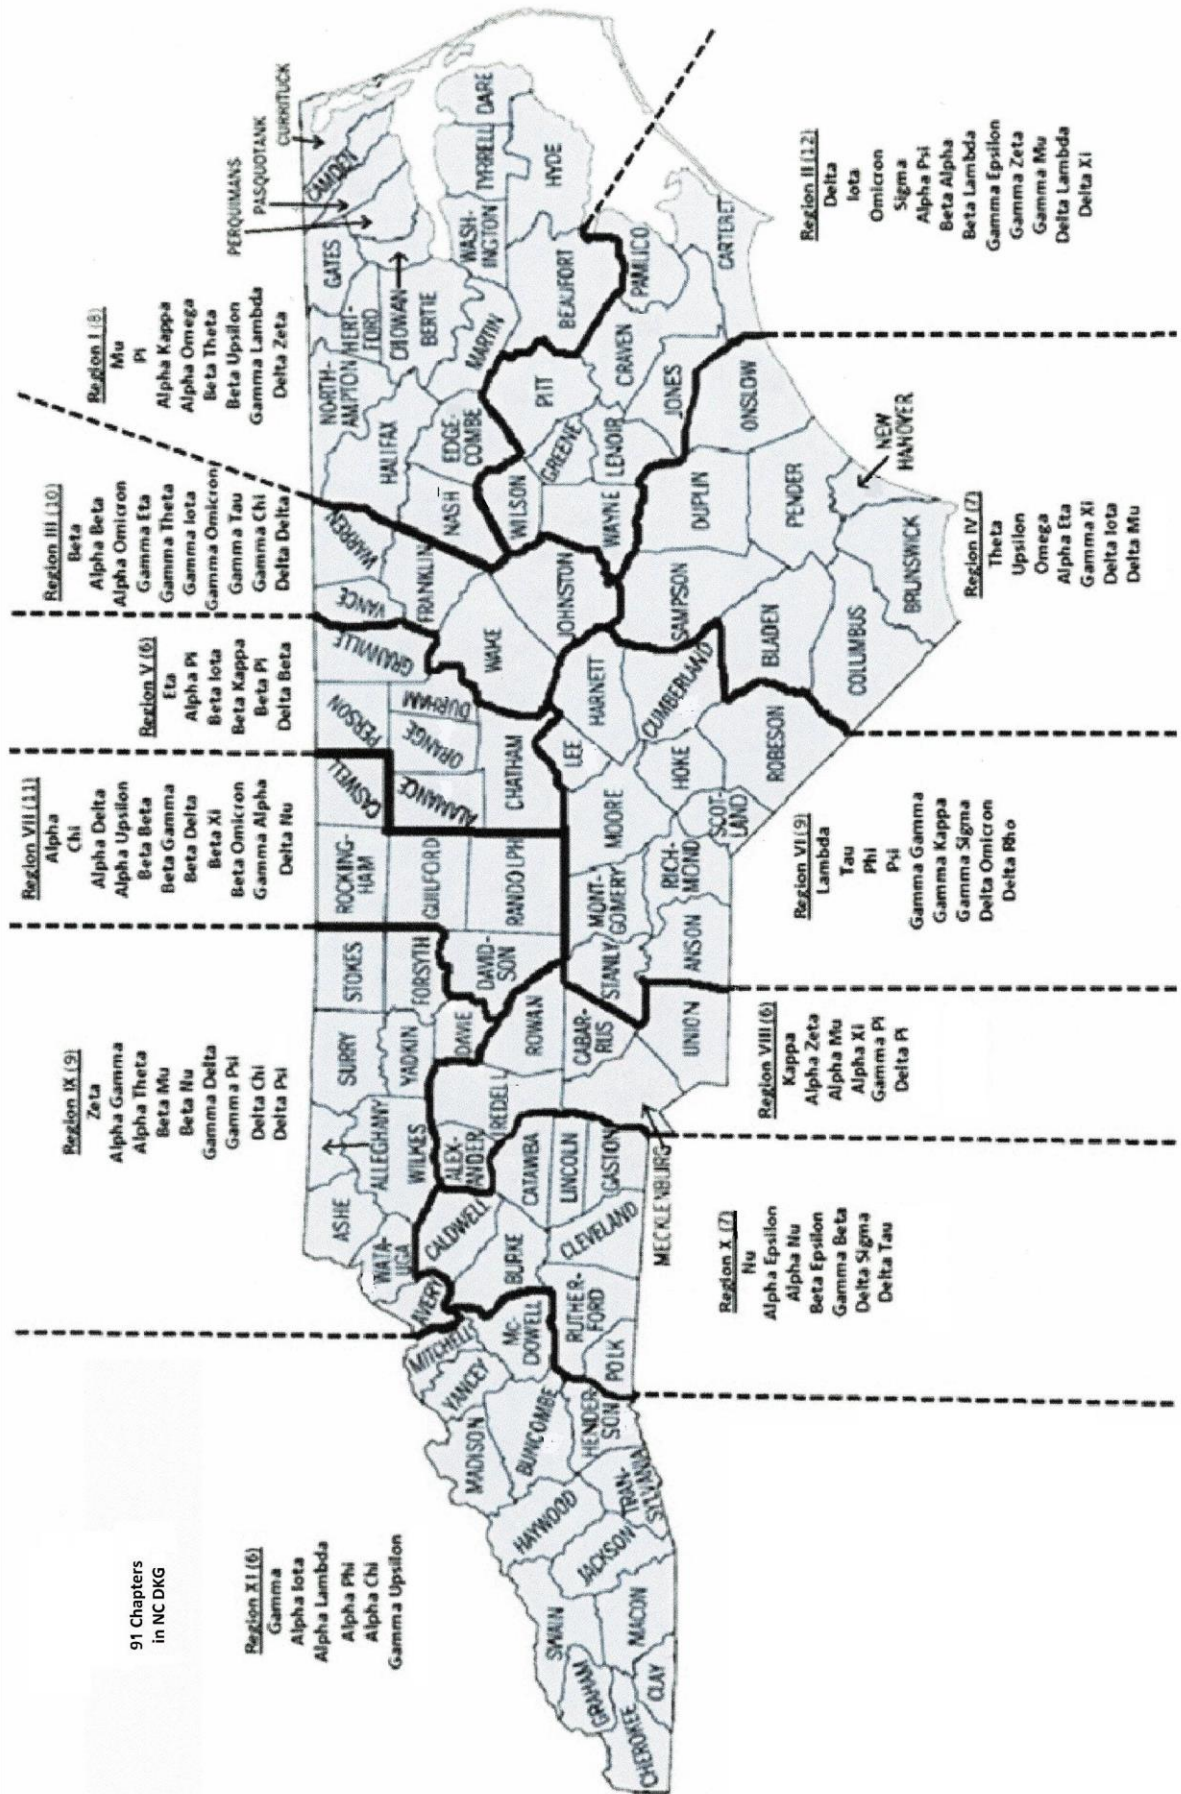 91 Chapters
in NC DKG
Region XI (6)
Gamma
Alpha Iota
Alpha Lambda
Alpha Phi
Alpha Chi
Gamma Upsilon
Region IX (9)
Zeta
Alpha Gamma
Alpha Theta
Beta Mu
Beta Nu
Gamma Delta
Gamma Psi
Delta Chi
Delta Psi
Region VII (11)
Alpha
Chi
Alpha Delta
Alpha Upsilon
Beta Beta
Beta Gamma
Beta Delta
Beta Xi
Beta Omicron
Gamma Alpha
Delta Nu
Region V (6)
Eta
Alpha Pi
Beta Iota
Beta Kappa
Beta Pi
Delta Beta
Region III (10)
Beta
Alpha Beta
Alpha Omicron
Gamma Eta
Gamma Theta
Gamma Iota
Gamma Omicron
Gamma Tau
Gamma Chi
Delta Delta
Region I (8)
Mu
Pi
Alpha Kappa
Alpha Omega
Beta Theta
Beta Upsilon
Gamma Lambda
Delta Zeta
PERQUIMANS
PASQUOTANK
CURRITUCK
CHEROKEE
GRAHAM
CLAY
SWAIN
MACON
JACKSON
HAYWOOD
TRAN-
SYLVANIA
MADISON
BUNCOMBE
HENDER
SON
YANCEY
MITCHELLS
MC-
DOWELL
POLK
RUTHER-
FORD
AVERY
WATA-
UGA
ASHE
ALLEGHANY
WILKES
CALDWELL
BURKE
CLEVELAND
ALEX-
ANDER
CATAWBA
LINCOLN
GASTON
MECKLENBURG
SURRY
YADKIN
DAVIE
IREDELL
ROWAN
CABAR-
RUS
UNION
STOKES
FORSYTH
DAVID-
SON
STANLY
ANSON
ROCKING-
HAM
GUILFORD
RANDOLPH
MONT-
GOMERY
RICH-
MOND
CASWELL
ALAMANCE
CHATHAM
MOORE
SCOT-
LAND
PERSON
ORANGE
DURHAM
LEE
HOKE
ROBESON
GRANVILLE
WAKE
HARNETT
CUMBERLAND
BLADEN
COLUMBUS
BRUNSWICK
VANCE
FRANKLIN
JOHNSTON
SAMPSON
WARREN
NASH
WILSON
WAYNE
DUPLIN
PENDER
NEW
HANOVER
HALIFAX
EDGE-
COMBE
GREENE
LENOIR
ONSLOW
NORTH-
AMPTON
HERT-
FORD
BERTIE
MARTIN
PITT
CRAVEN
JONES
GATES
CHOWAN
WASH-
INGTON
BEAUFORT
PAMLICO
CARTERET
CAMDEN
TYRRELL
DARE
HYDE
Region X (7)
Nu
Alpha Epsilon
Alpha Nu
Beta Epsilon
Gamma Beta
Delta Sigma
Delta Tau
Region VIII (6)
Kappa
Alpha Zeta
Alpha Mu
Alpha Xi
Gamma Pi
Delta Pi
Region VI (9)
Lambda
Tau
Phi
Psi
Gamma Gamma
Gamma Kappa
Gamma Sigma
Delta Omicron
Delta Rho
Region IV (7)
Theta
Upsilon
Omega
Alpha Eta
Gamma Xi
Delta Iota
Delta Mu
Region II (12)
Delta
Iota
Omicron
Sigma
Alpha Psi
Beta Alpha
Beta Lambda
Gamma Epsilon
Gamma Zeta
Gamma Mu
Delta Lambda
Delta Xi